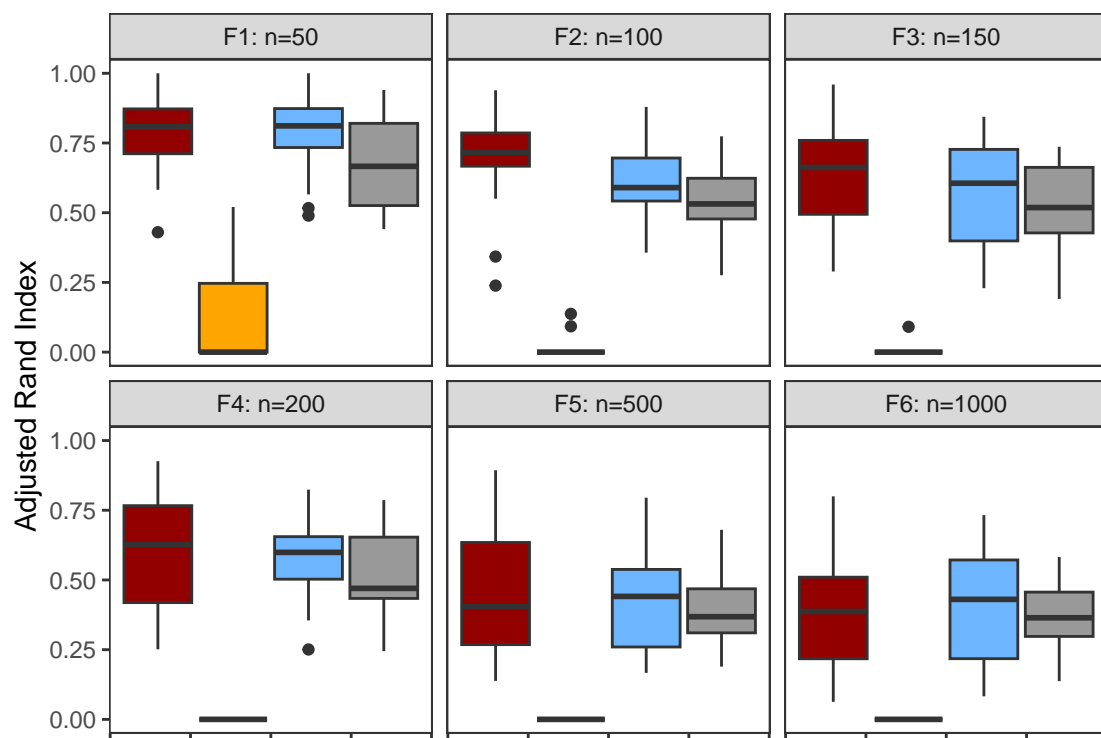 F1: n=50
F2: n=100
F3: n=150
1.00
0.75
0.50
0.25
0.00
Adjusted Rand Index
F4: n=200
F5: n=500
F6: n=1000
1.00
0.75
0.50
0.25
0.00